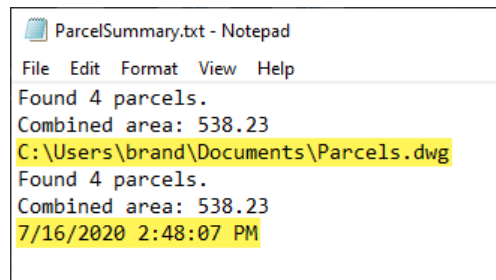 ParcelSummary.txt - Notepad
File Edit Format View Help
Found 4 parcels.
Combined area: 538.23
C:\Users\brand\Documents\Parcels.dwg
Found 4 parcels.
Combined area: 538.23
7/16/2020 2:48:07 PM